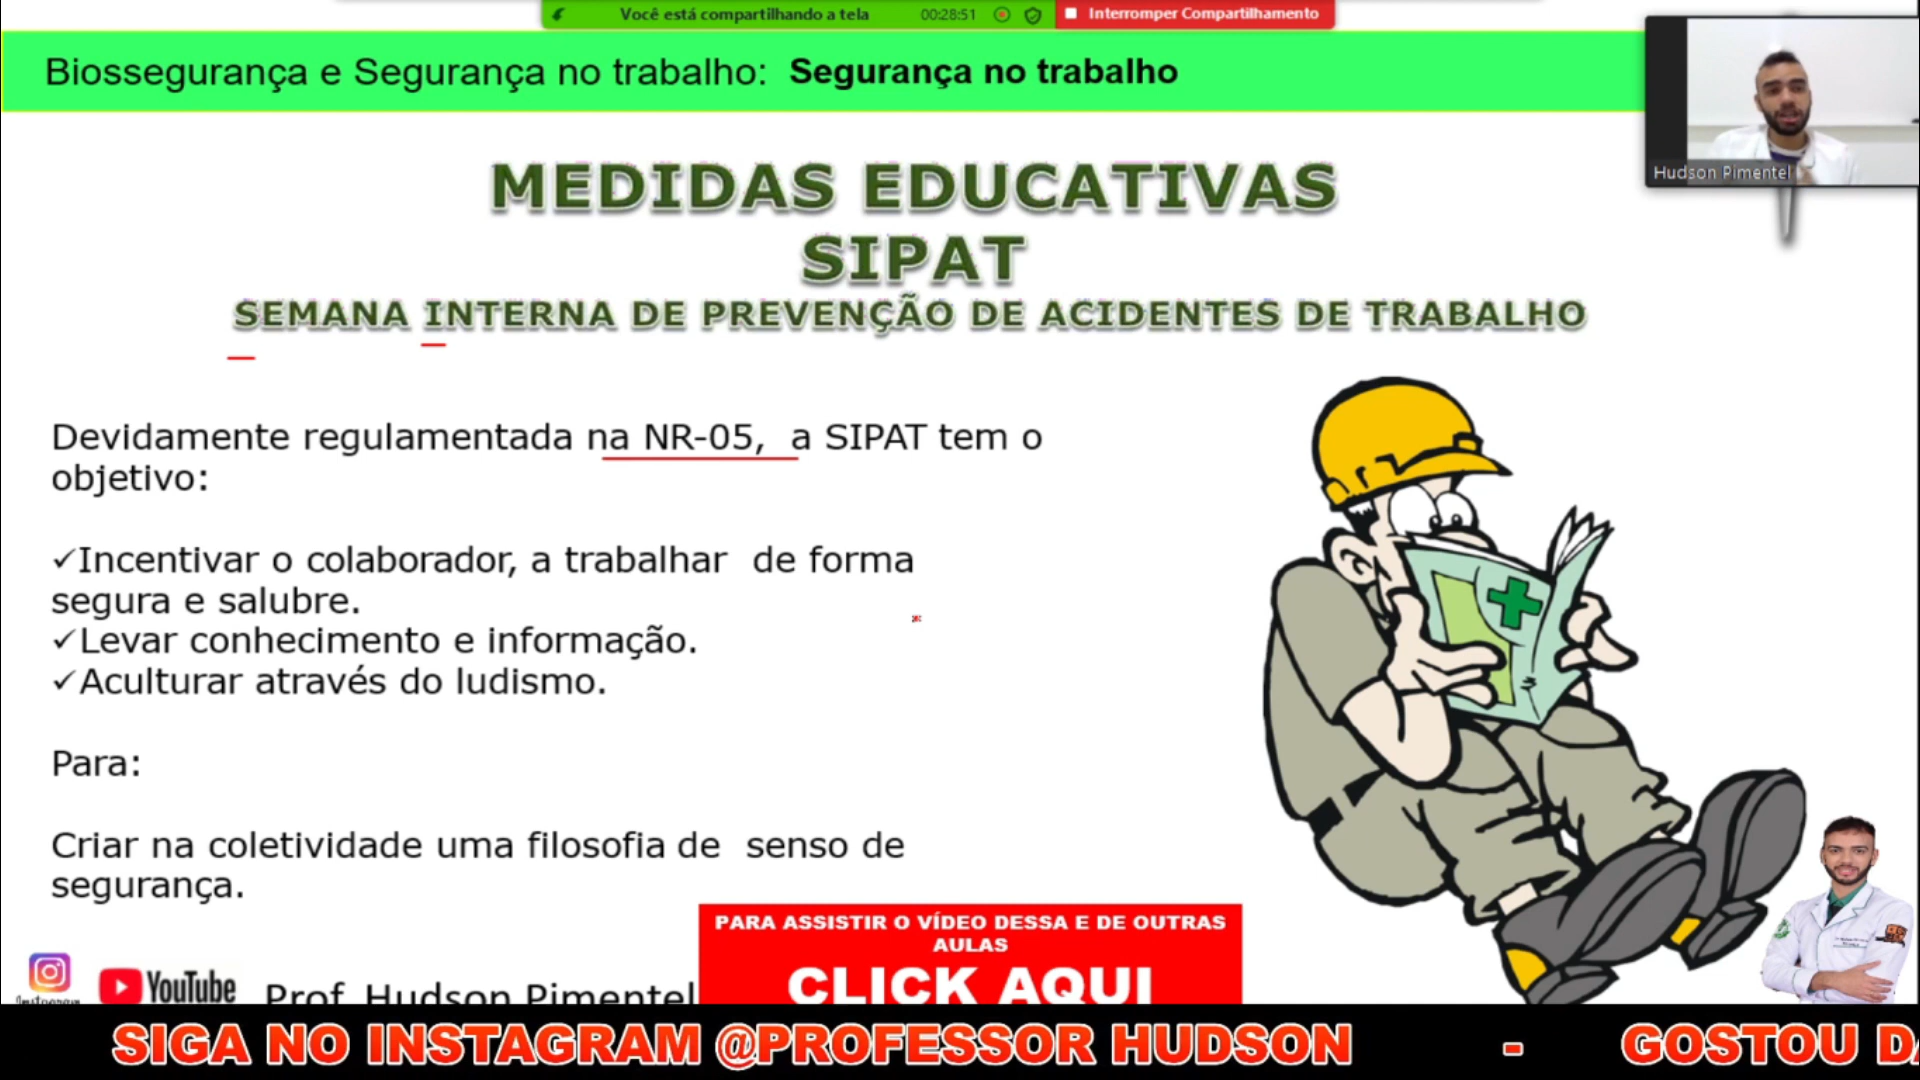 Você está compartilhando a tela 00:28:51 Interromper Compartilhamento
Biossegurança e Segurança no trabalho: Segurança no trabalho
Hudson Pimentel
MEDIDAS EDUCATIVAS
SIPAT
SEMANA INTERNA DE PREVENÇÃO DE ACIDENTES DE TRABALHO
Devidamente regulamentada na NR-05, a SIPAT tem o
objetivo:
✓Incentivar o colaborador, a trabalhar de forma
segura e salubre.
✓Levar conhecimento e informação.
✓Aculturar através do ludismo.
Para:
Criar na coletividade uma filosofia de senso de
segurança.
PARA ASSISTIR O VÍDEO DESSA E DE OUTRAS
AULAS
CLICK AQUI
Instagram YouTube Prof. Hudson Pimentel
SIGA NO INSTAGRAM @PROFESSOR HUDSON - GOSTOU DA